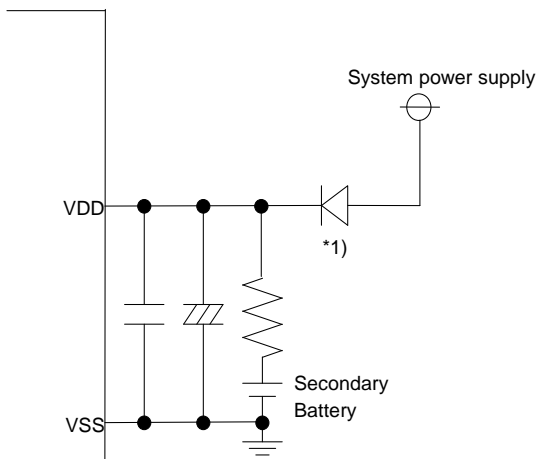 System power supply
VDD
*1)
Secondary
Battery
VSS